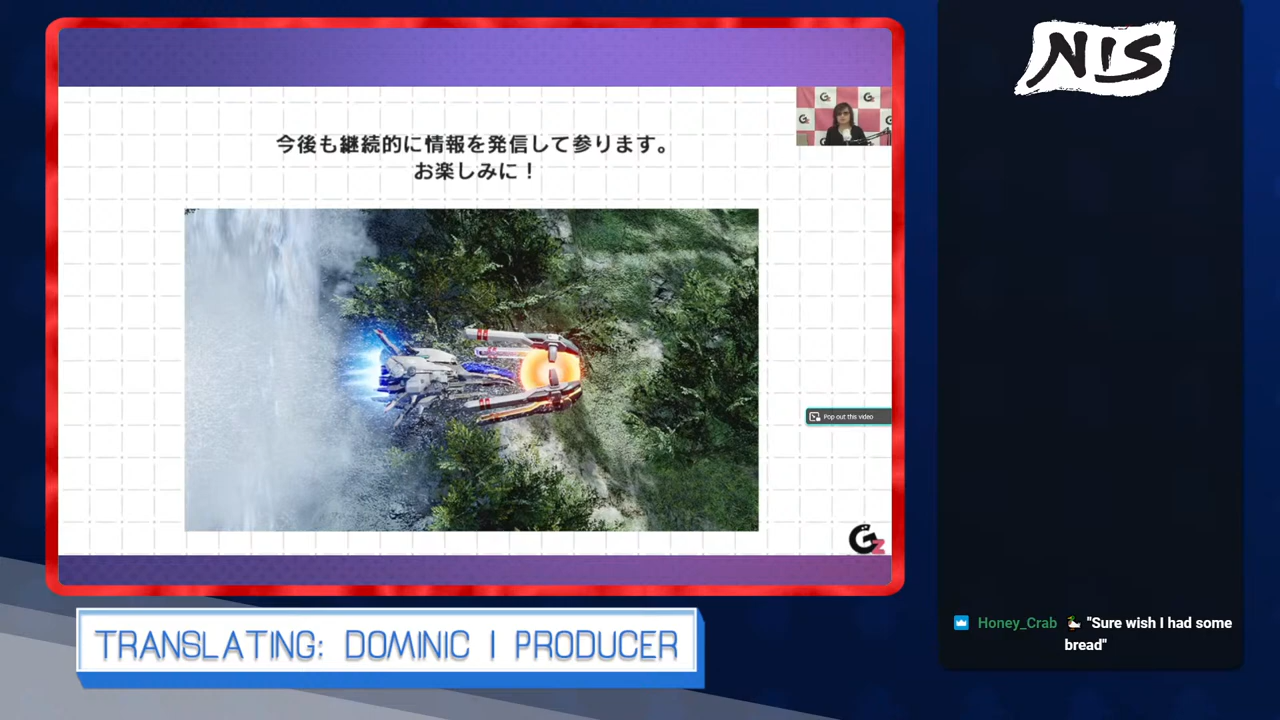 NIS
今後も継続的に情報を発信して参ります。
お楽しみに！
Pop out this video
Gz
TRANSLATING: DOMINIC | PRODUCER
Honey_Crab "Sure wish I had some
bread"